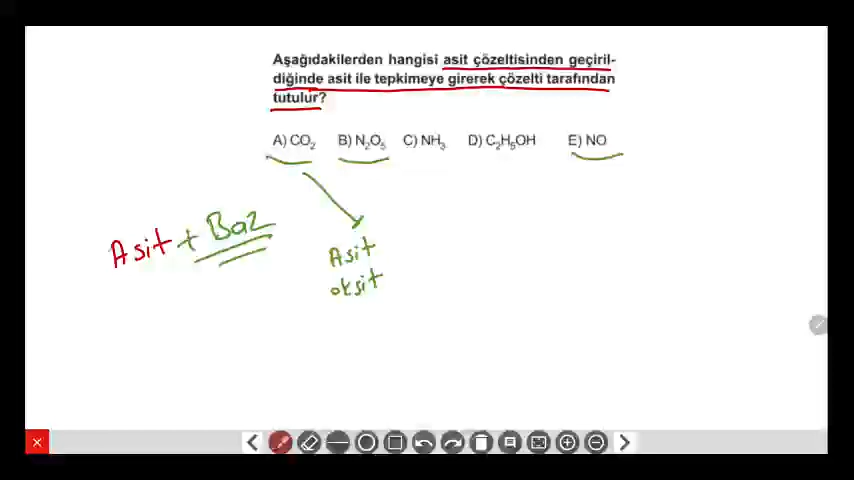 Aşağıdakilerden hangisi asit çözeltisinden geçiril-
diğinde asit ile tepkimeye girerek çözelti tarafından
tutulur?
A) CO₂ B) N₂O₅ C) NH₃ D) C₂H₅OH E) NO
Asit + Baz
Asit
oksit